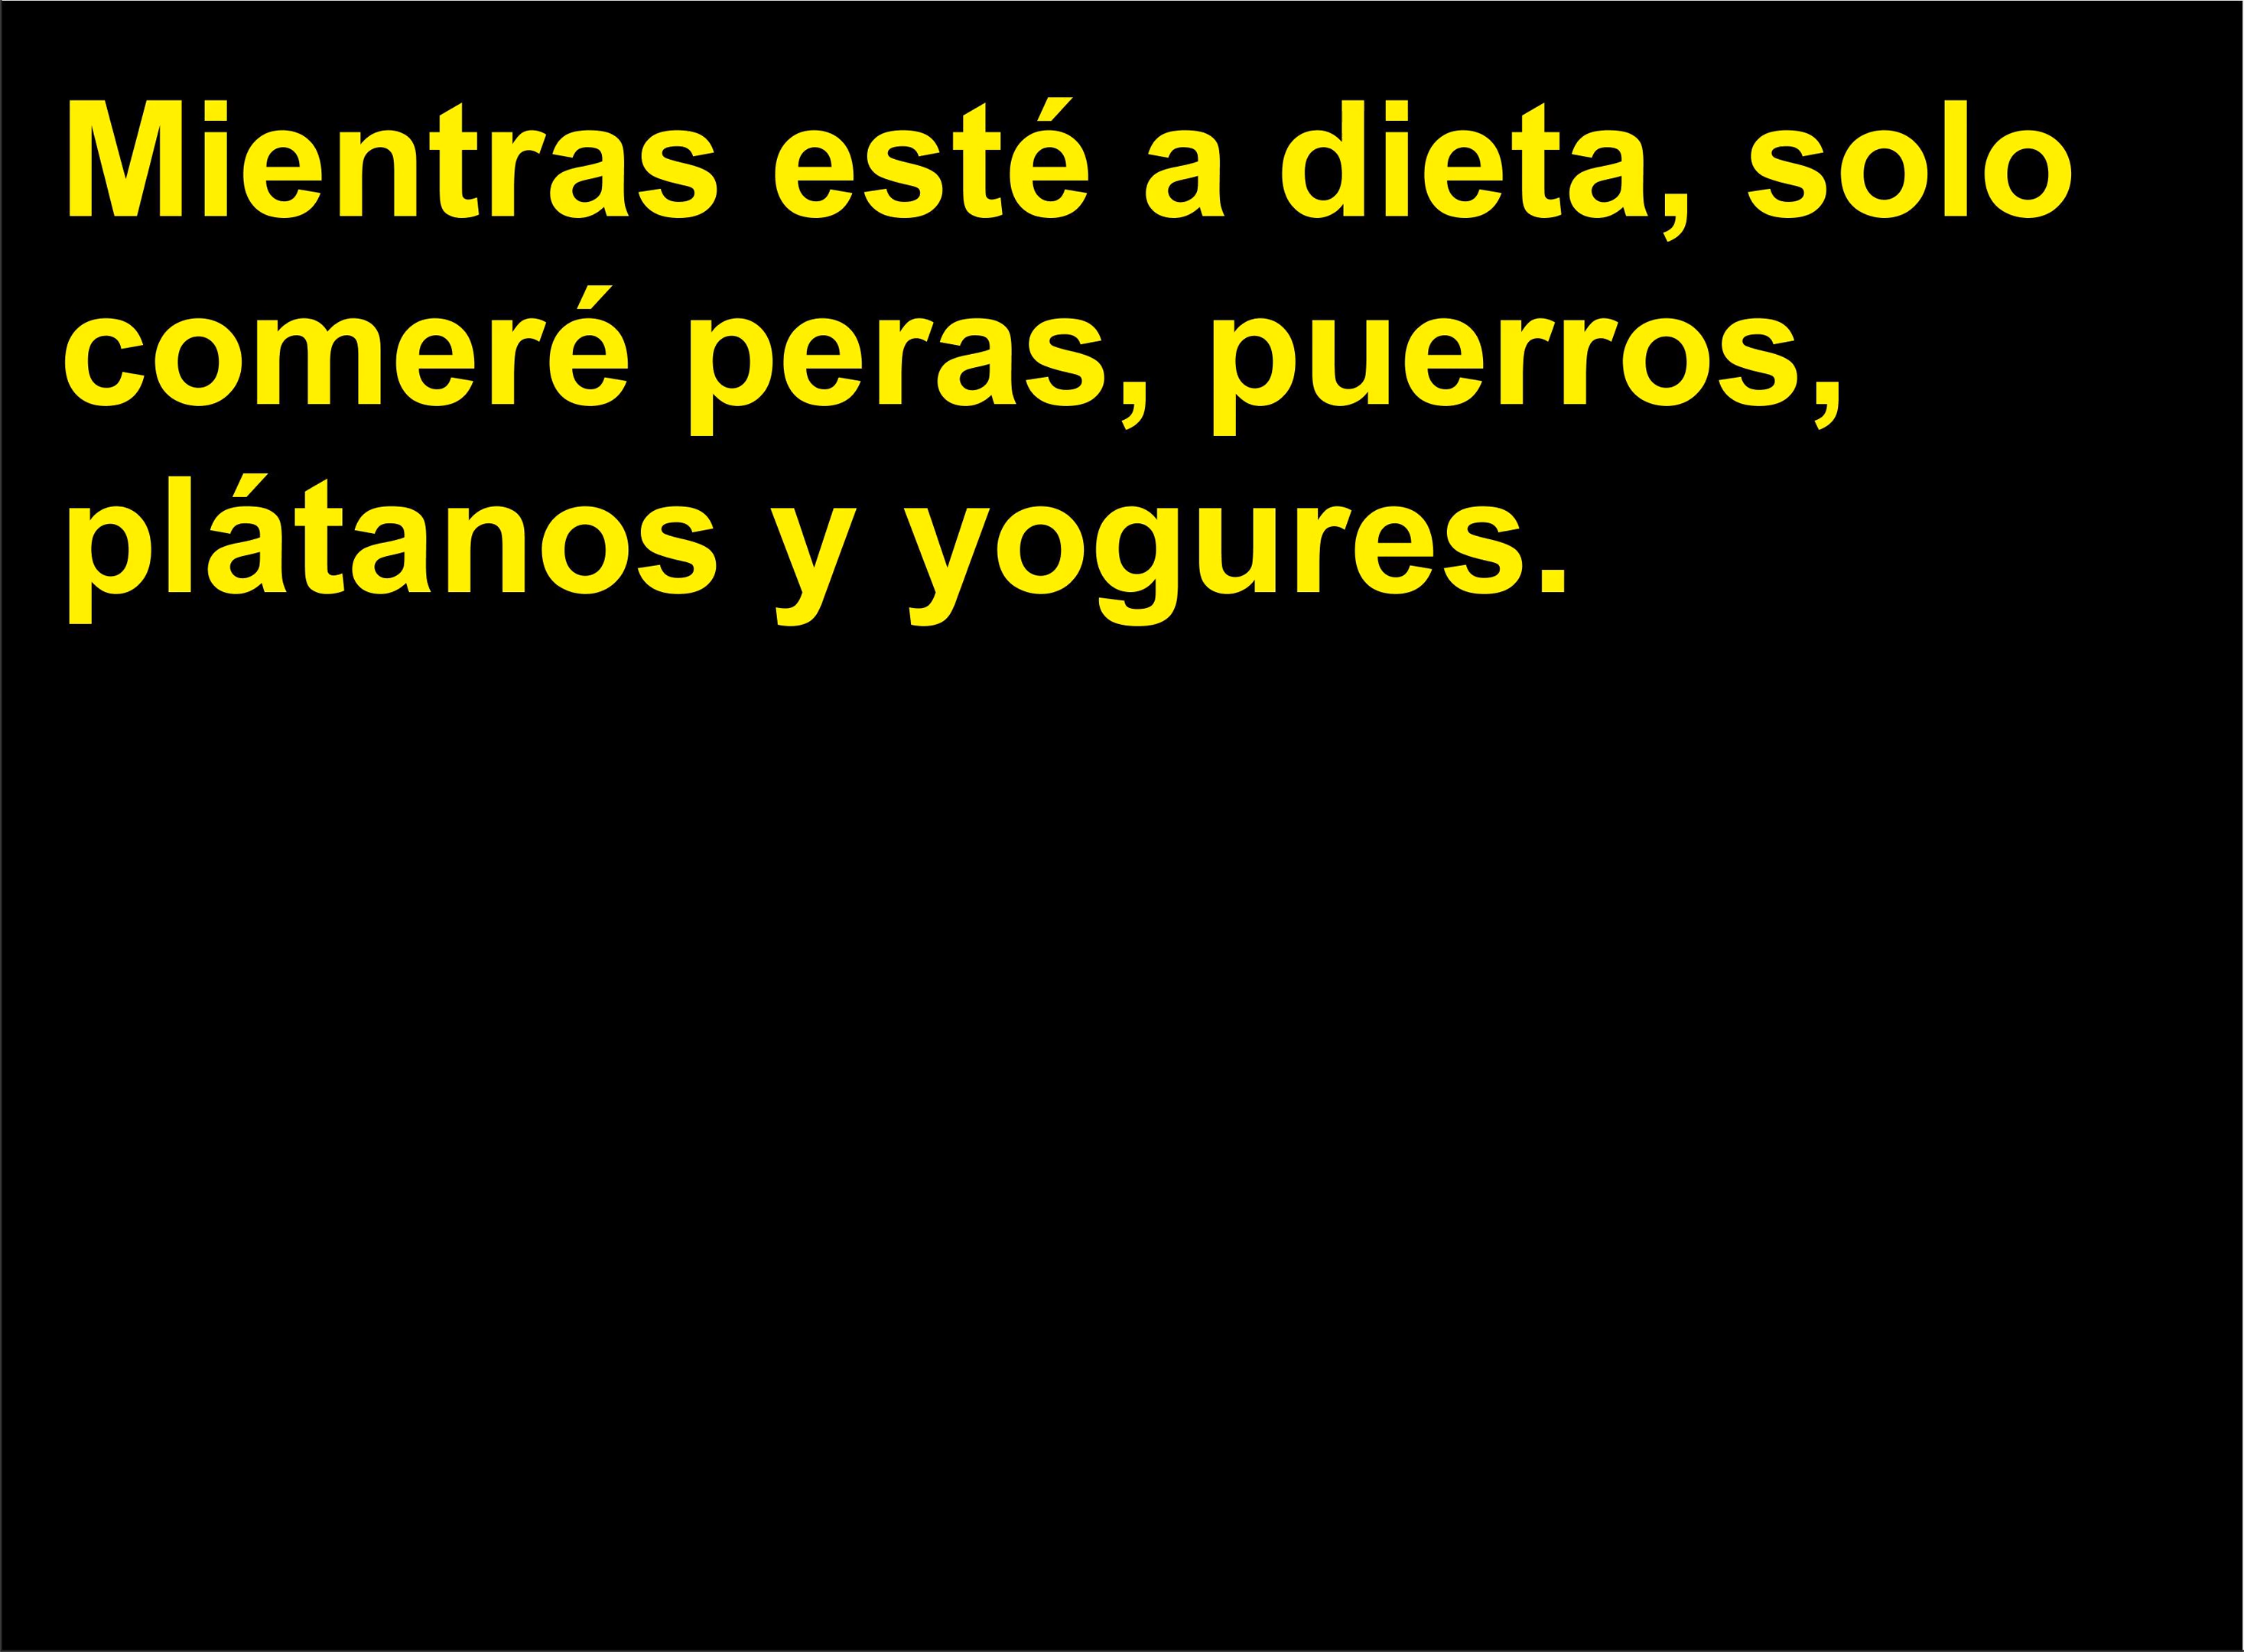 Mientras esté a dieta, solo
comeré peras, puerros,
plátanos y yogures.